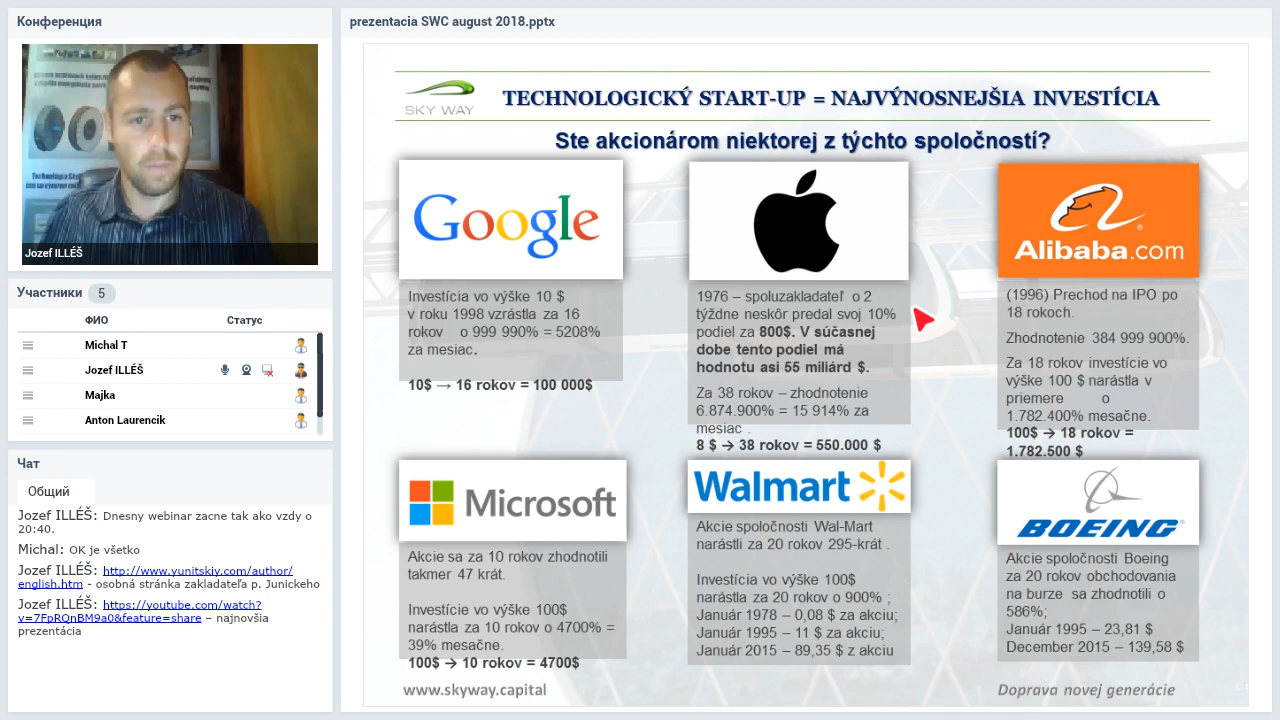 Конференция
Jozef ILLÉŠ
Участники 5
ФИО Статус
Michal T
Jozef ILLÉŠ
Majka
Anton Laurencik
Чат
Общий
Jozef ILLÉŠ: Dnesny webinar zacne tak ako vzdy o
20:40.
Michal: OK je všetko
Jozef ILLÉŠ: http://www.yunitskiy.com/author/
english.htm - osobná stránka zakladateľa p. Junickeho
Jozef ILLÉŠ: https://youtube.com/watch?
v=7FpRQnBM9a0&feature=share – najnovšia
prezentácia
prezentacia SWC august 2018.pptx
SKY WAY
TECHNOLOGICKÝ START-UP = NAJVÝNOSNEJŠIA INVESTÍCIA
Ste akcionárom niektorej z týchto spoločností?
Google
Investícia vo výške 10 $
v roku 1998 vzrástla za 16
rokov o 999 990% = 5208%
za mesiac.
10$ → 16 rokov = 100 000$
1976 – spoluzakladateľ o 2
týždne neskôr predal svoj 10%
podiel za 800$. V súčasnej
dobe tento podiel má
hodnotu asi 55 miliárd $.
Za 38 rokov – zhodnotenie
6.874.900% = 15 914% za
mesiac .
8 $ → 38 rokov = 550.000 $
Alibaba.com
(1996) Prechod na IPO po
18 rokoch.
Zhodnotenie 384 999 900%.
Za 18 rokov investície vo
výške 100 $ narástla v
priemere o
1.782.400% mesačne.
100$ → 18 rokov =
1.782.500 $
Microsoft
Akcie sa za 10 rokov zhodnotili
takmer 47 krát.
Investície vo výške 100$
narástla za 10 rokov o 4700% =
39% mesačne.
100$ → 10 rokov = 4700$
Walmart
Akcie spoločnosti Wal-Mart
narástli za 20 rokov 295-krát .
Investícia vo výške 100$
narástla za 20 rokov o 900% ;
Január 1978 – 0,08 $ za akciu;
Január 1995 – 11 $ za akciu;
Január 2015 – 89,35 $ z akciu
BOEING
Akcie spoločnosti Boeing
za 20 rokov obchodovania
na burze sa zhodnotili o
586%;
Január 1995 – 23,81 $
December 2015 – 139,58 $
www.skyway.capital
Doprava novej generácie